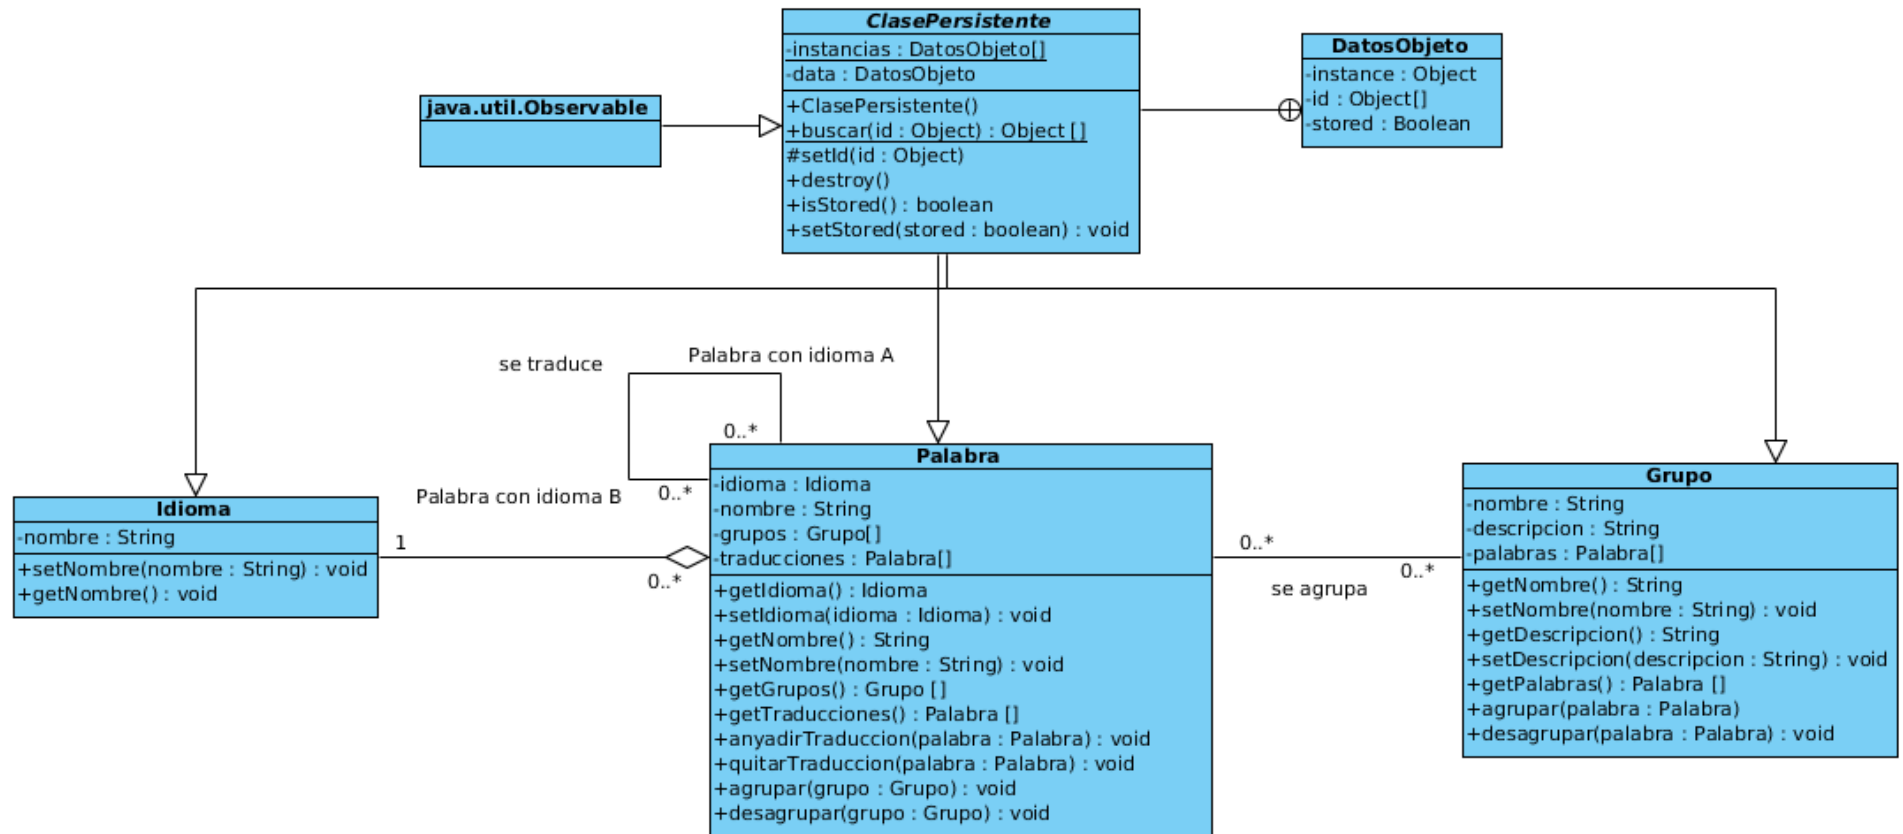 ClasePersistente
-instancias : DatosObjeto[]
-data : DatosObjeto
+ClasePersistente()
+buscar(id : Object) : Object []
#setId(id : Object)
+destroy()
+isStored() : boolean
+setStored(stored : boolean) : void
DatosObjeto
-instance : Object
-id : Object[]
-stored : Boolean
java.util.Observable
se traduce
Palabra con idioma A
0..*
0..*
Palabra con idioma B
Idioma
-nombre : String
+setNombre(nombre : String) : void
+getNombre() : void
1
0..*
Palabra
-idioma : Idioma
-nombre : String
-grupos : Grupo[]
-traducciones : Palabra[]
+getIdioma() : Idioma
+setIdioma(idioma : Idioma) : void
+getNombre() : String
+setNombre(nombre : String) : void
+getGrupos() : Grupo []
+getTraducciones() : Palabra []
+anyadirTraduccion(palabra : Palabra) : void
+quitarTraduccion(palabra : Palabra) : void
+agrupar(grupo : Grupo) : void
+desagrupar(grupo : Grupo) : void
0..*
0..*
se agrupa
Grupo
-nombre : String
-descripcion : String
-palabras : Palabra[]
+getNombre() : String
+setNombre(nombre : String) : void
+getDescripcion() : String
+setDescripcion(descripcion : String) : void
+getPalabras() : Palabra []
+agrupar(palabra : Palabra)
+desagrupar(palabra : Palabra) : void